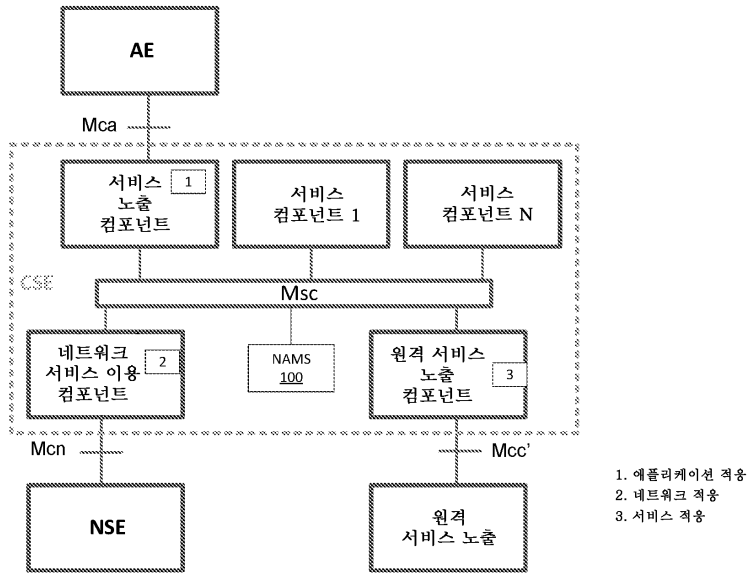 AE
Mca
서비스
노출
컴포넌트
1
서비스
컴포넌트 1
서비스
컴포넌트 N
CSE
Msc
네트워크
서비스 이용
컴포넌트
2
NAMS
100
원격 서비스
노출
컴포넌트
3
Mcn
Mcc'
NSE
원격
서비스 노출
1. 애플리케이션 적응
2. 네트워크 적응
3. 서비스 적응